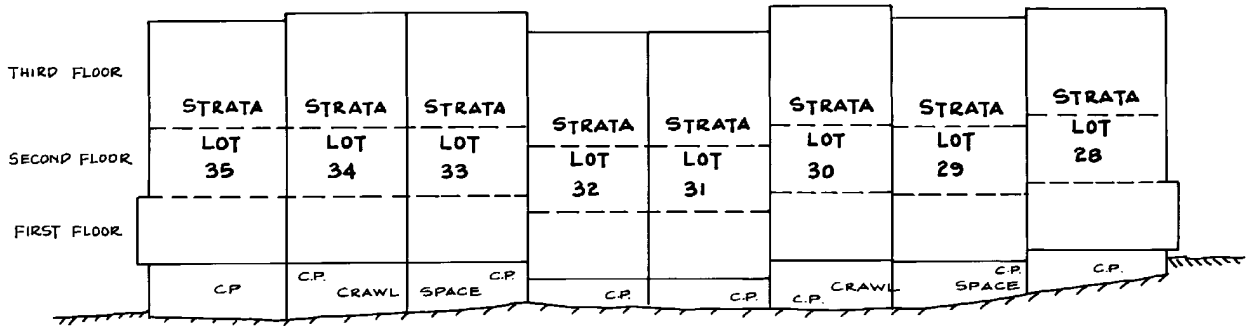 THIRD FLOOR
STRATA STRATA STRATA STRATA STRATA STRATA STRATA STRATA
SECOND FLOOR
LOT LOT LOT LOT LOT LOT LOT LOT
35 34 33 32 31 30 29 28
FIRST FLOOR
CP C.P. CRAWL SPACE C.P. C.P. C.P. C.P. CRAWL SPACE C.P. C.P.